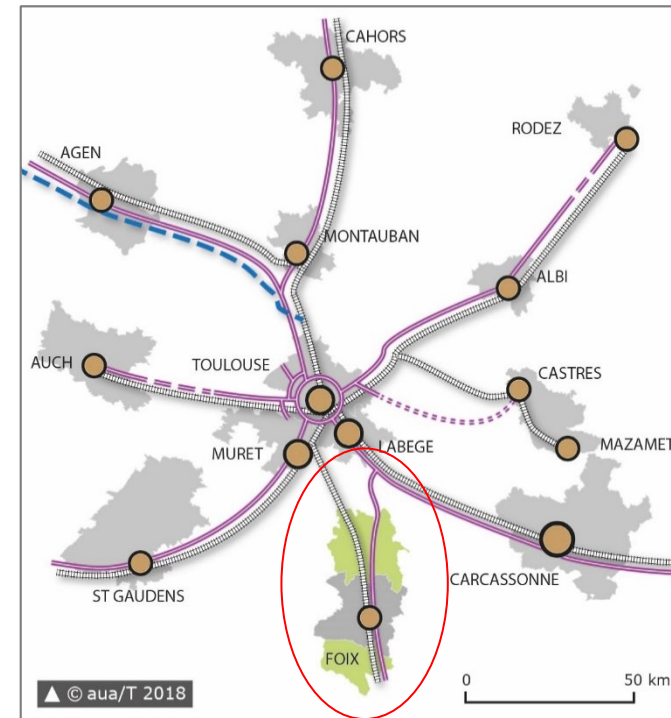 CAHORS
RODEZ
AGEN
MONTAUBAN
ALBI
TOULOUSE
AUCH
CASTRES
MURET
LABEGE
MAZAMET
CARCASSONNE
ST GAUDENS
FOIX
▲ © aua/T 2018
0 50 km